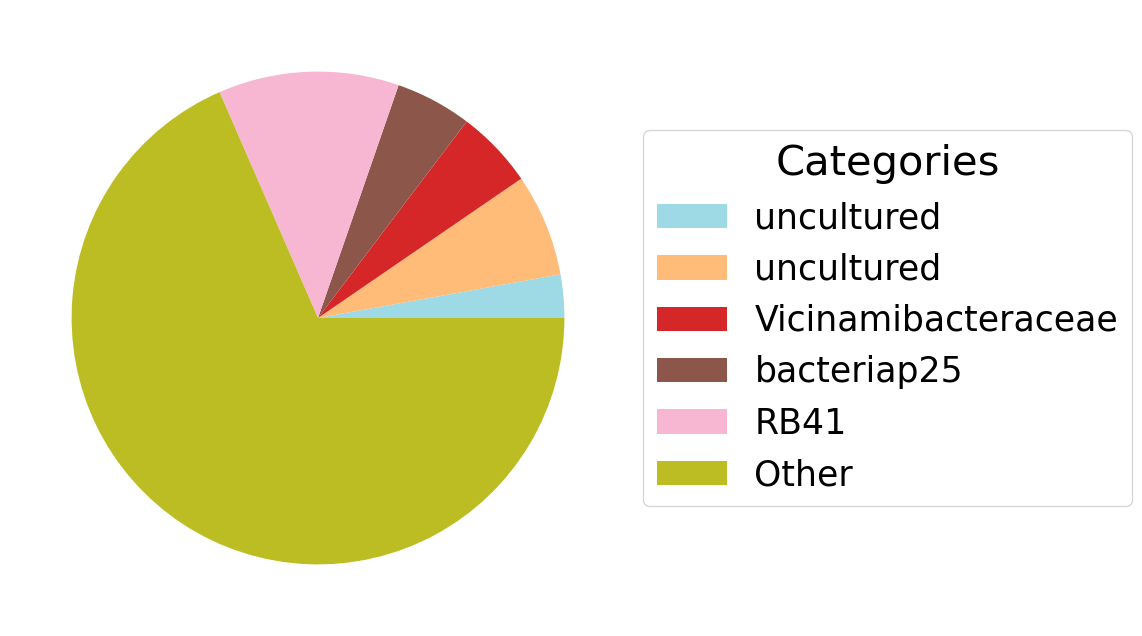 Categories
uncultured
uncultured
Vicinamibacteraceae
bacteriap25
RB41
Other